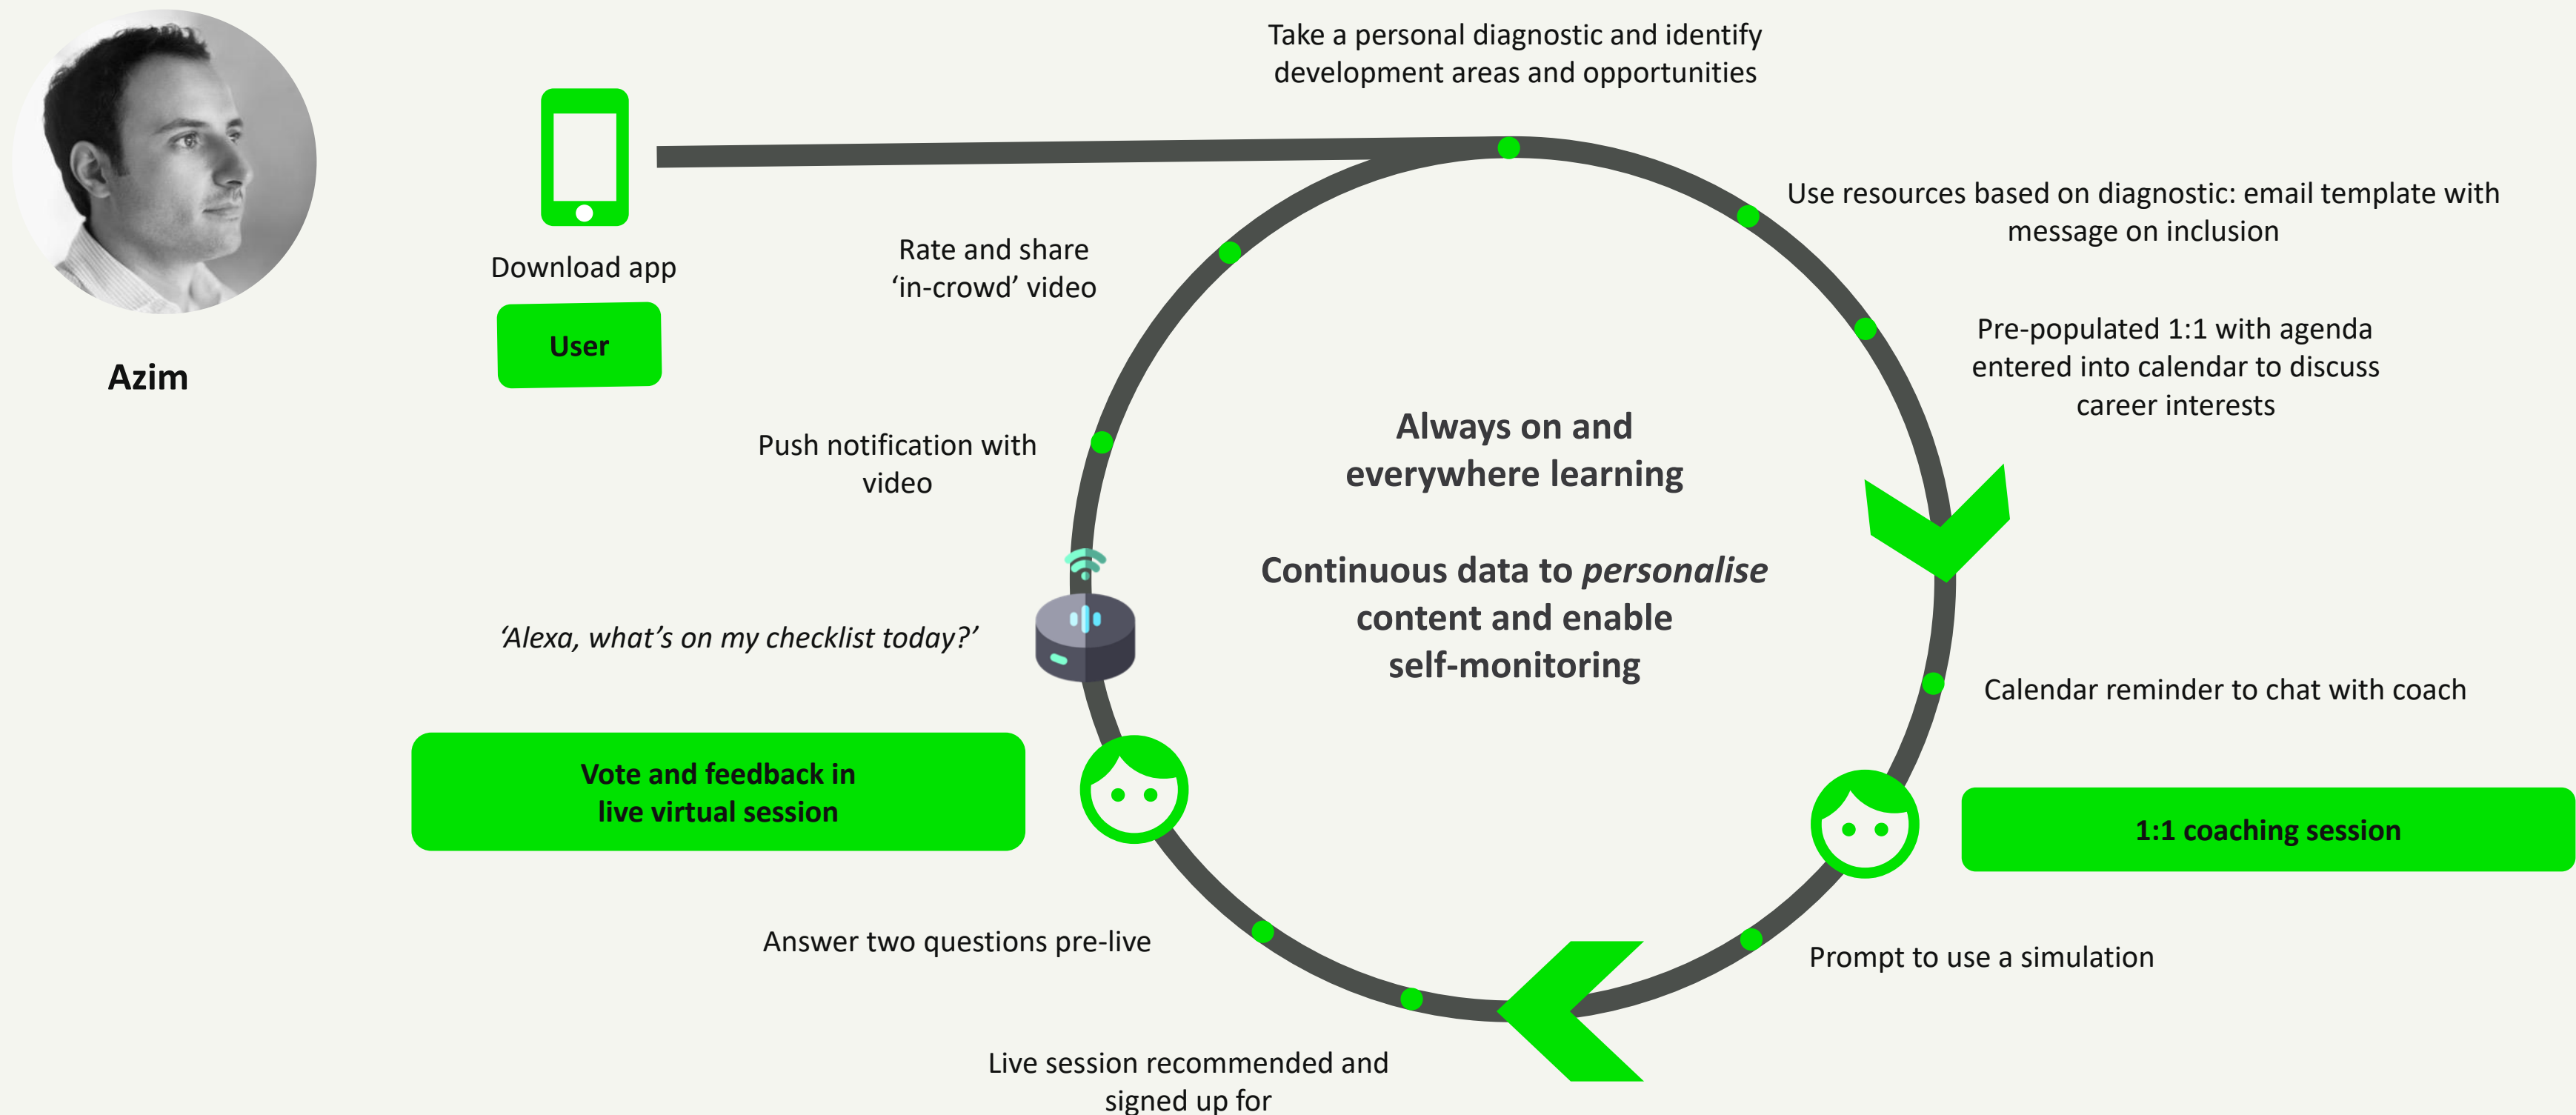 Azim
Download app
User
Take a personal diagnostic and identify
development areas and opportunities
Use resources based on diagnostic: email template with
message on inclusion
Pre-populated 1:1 with agenda
entered into calendar to discuss
career interests
Calendar reminder to chat with coach
1:1 coaching session
Prompt to use a simulation
Live session recommended and
signed up for
Answer two questions pre-live
Vote and feedback in
live virtual session
‘Alexa, what’s on my checklist today?’
Push notification with
video
Rate and share
‘in-crowd’ video
Always on and
everywhere learning
Continuous data to personalise
content and enable
self-monitoring